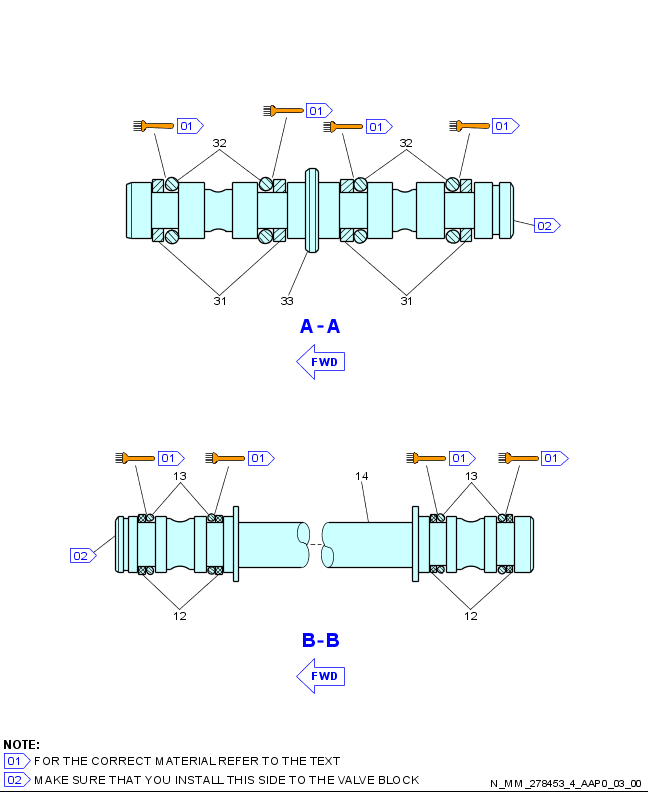 01
01 01 01
32 32
02
31 33 31
A-A
FWD
01 01 01 01
13 14 13
02
12 12
B-B
FWD
NOTE:
01 FOR THE CORRECT MATERIAL REFER TO THE TEXT
02 MAKE SURE THAT YOU INSTALL THIS SIDE TO THE VALVE BLOCK
N_MM_278453_4_AAP0_03_00